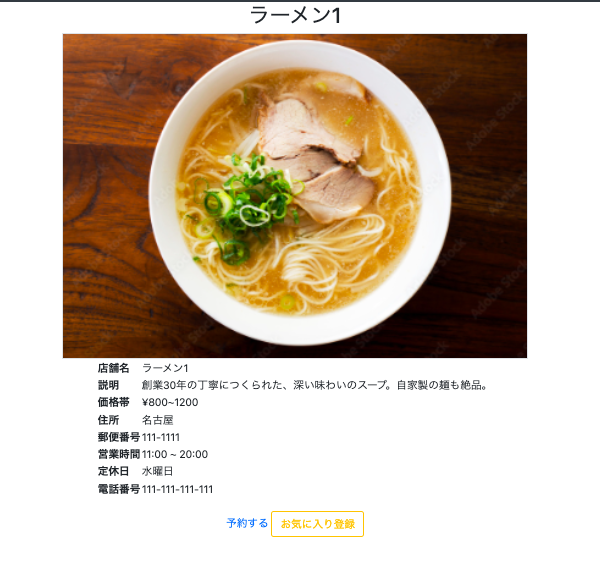 ラーメン1
店舗名 ラーメン1
説明 創業30年の丁寧につくられた、深い味わいのスープ。自家製の麺も絶品。
価格帯 ¥800~1200
住所 名古屋
郵便番号 111-1111
営業時間 11:00 ~ 20:00
定休日 水曜日
電話番号 111-111-111-111
予約する お気に入り登録